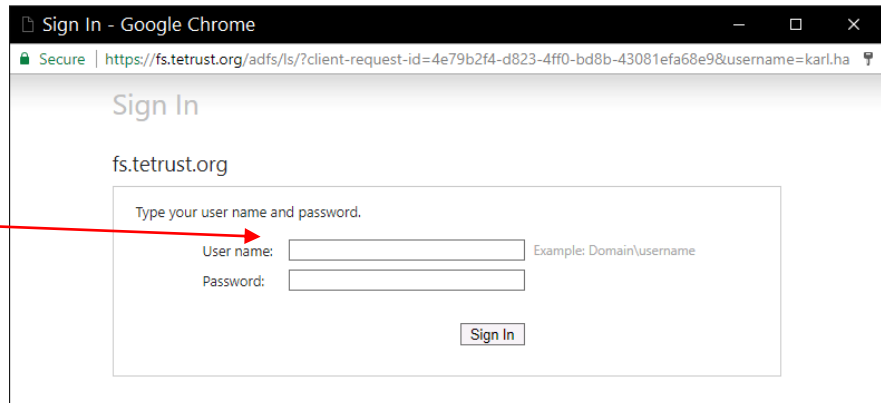 Sign In - Google Chrome
Secure | https://fs.tetrust.org/adfs/ls/?client-request-id=4e79b2f4-d823-4ff0-bd8b-43081efa68e9&username=karl.ha
Sign In
fs.tetrust.org
Type your user name and password.
User name: Example: Domain\username
Password:
Sign In